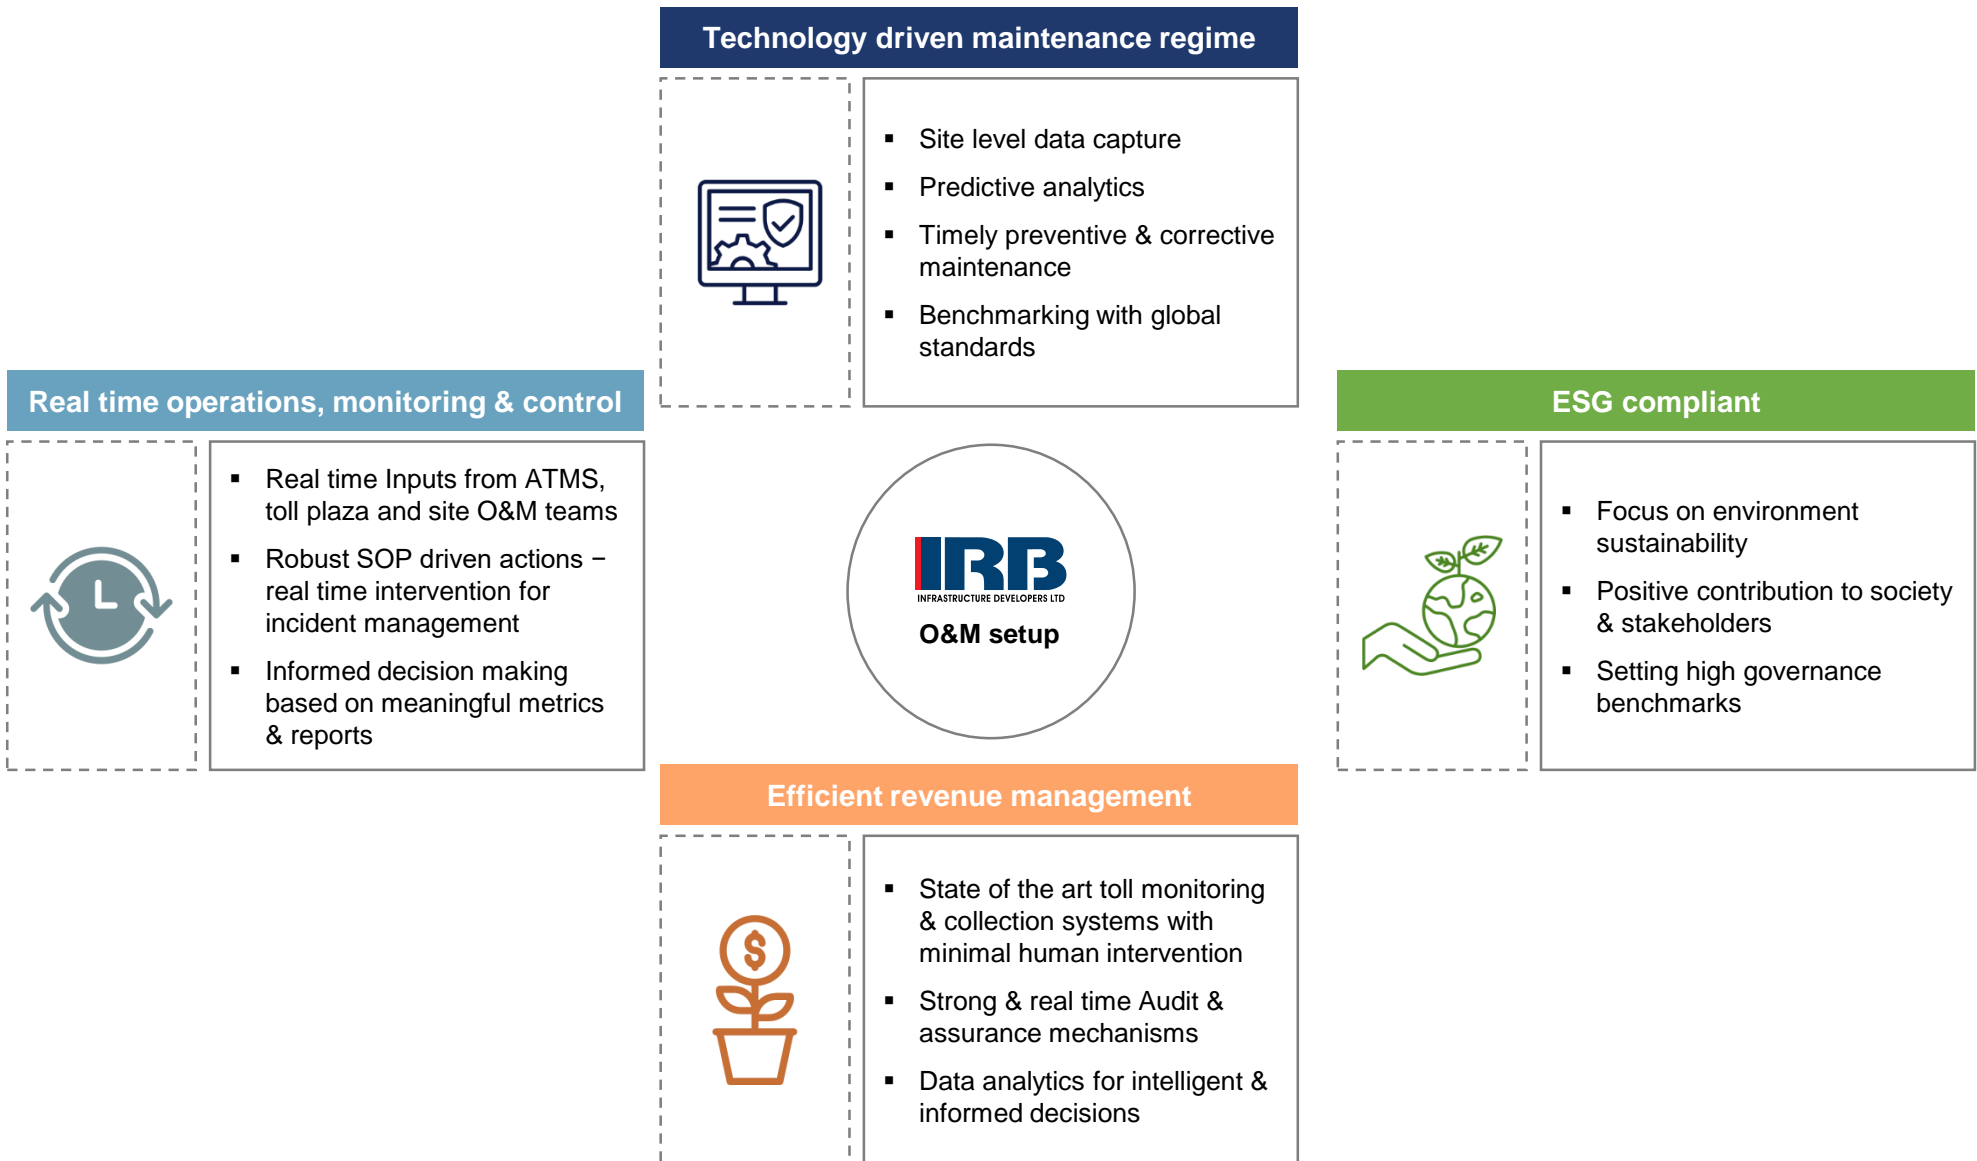 Technology driven maintenance regime
▪ Site level data capture
▪ Predictive analytics
▪ Timely preventive & corrective
maintenance
▪ Benchmarking with global
standards
Real time operations, monitoring & control
▪ Real time Inputs from ATMS,
toll plaza and site O&M teams
▪ Robust SOP driven actions –
real time intervention for
incident management
▪ Informed decision making
based on meaningful metrics
& reports
IRB
INFRASTRUCTURE DEVELOPERS LTD
O&M setup
ESG compliant
▪ Focus on environment
sustainability
▪ Positive contribution to society
& stakeholders
▪ Setting high governance
benchmarks
Efficient revenue management
$
▪ State of the art toll monitoring
& collection systems with
minimal human intervention
▪ Strong & real time Audit &
assurance mechanisms
▪ Data analytics for intelligent &
informed decisions